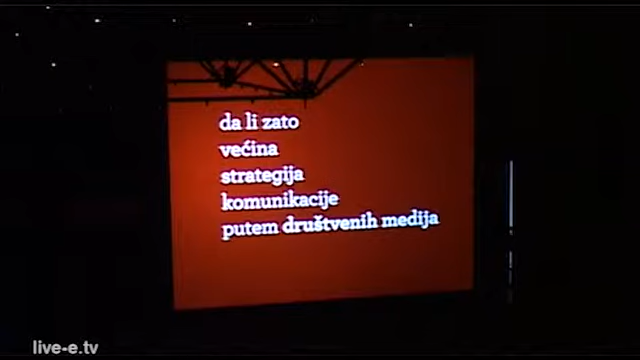 da li zato
većina
strategija
komunikacije
putem društvenih medija
live-e.tv